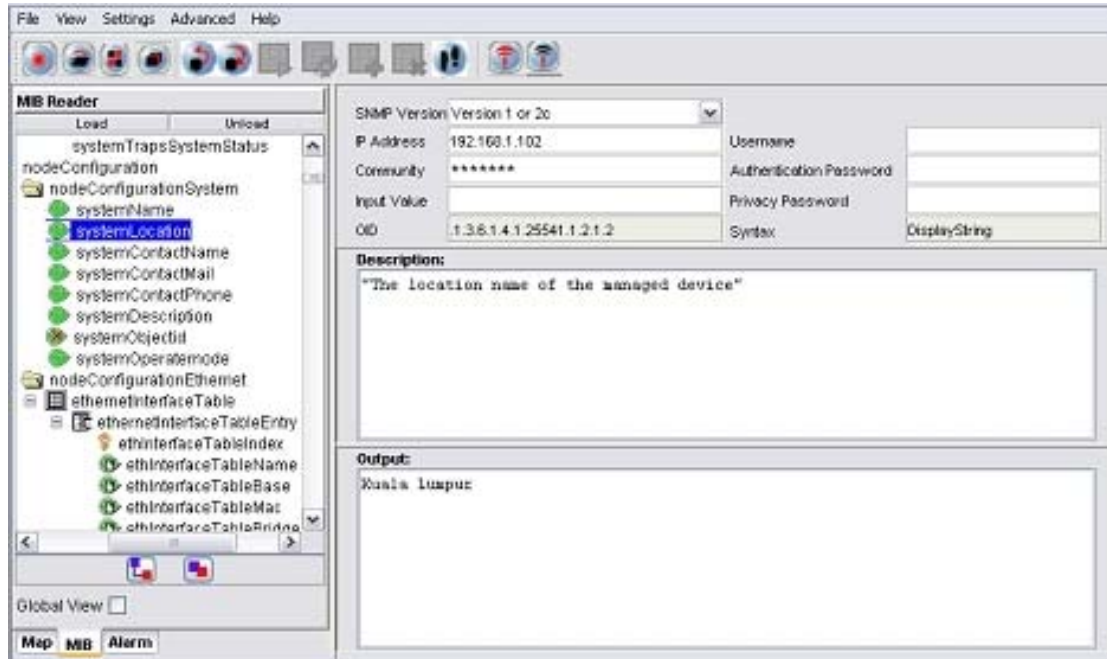 File View Settings Advanced Help
MIB Reader
Load Unload
systemTrapsSystemStatus
nodeConfiguration
nodeConfigurationSystem
systemName
systemLocation
systemContactName
systemContactMail
systemContactPhone
systemDescription
systemObjectid
systemOperatemode
nodeConfigurationEthernet
ethernetInterfaceTable
ethernetInterfaceTableEntry
ethInterfaceTableIndex
ethInterfaceTableName
ethInterfaceTableBase
ethInterfaceTableMac
ethInterfaceTableBridge
Global View
Map MIB Alarm
SNMP Version Version 1 or 2c
IP Address 192.168.1.102 Username
Community ******* Authentication Password
Input Value Privacy Password
OID .1.3.6.1.4.1.25541.1.2.1.2 Syntax DisplayString
Description:
"The location name of the managed device"
Output:
Kuala lumpur